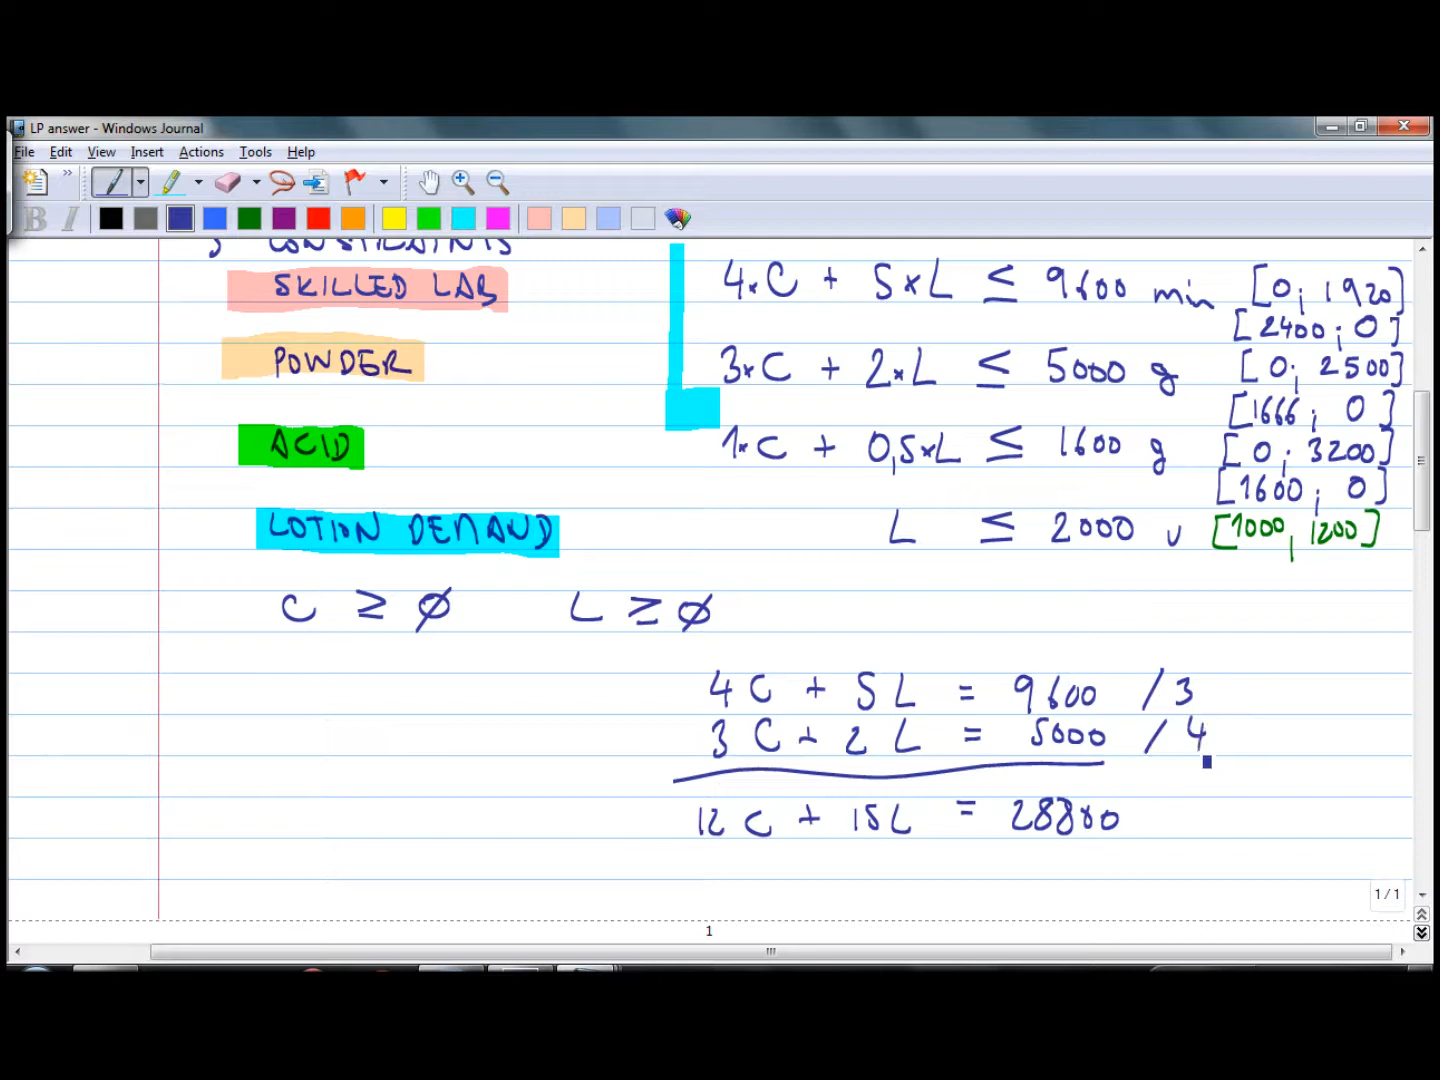 LP answer - Windows Journal
File Edit View Insert Actions Tools Help
B I
CONSTRAINTS
SKILLED LAB 4×C + 5×L ≤ 9600 min [0; 1920]
[2400; 0]
POWDER 3×C + 2×L ≤ 5000 g [0; 2500]
[1666; 0]
ACID 1×C + 0,5×L ≤ 1600 g [0; 3200]
[1600; 0]
LOTION DEMAND L ≤ 2000 u [1000, 1200]
C ≥ Ø L ≥ Ø
4C + 5L = 9600 /3
3C + 2L = 5000 /4
12C + 15L = 28800
1/1
1